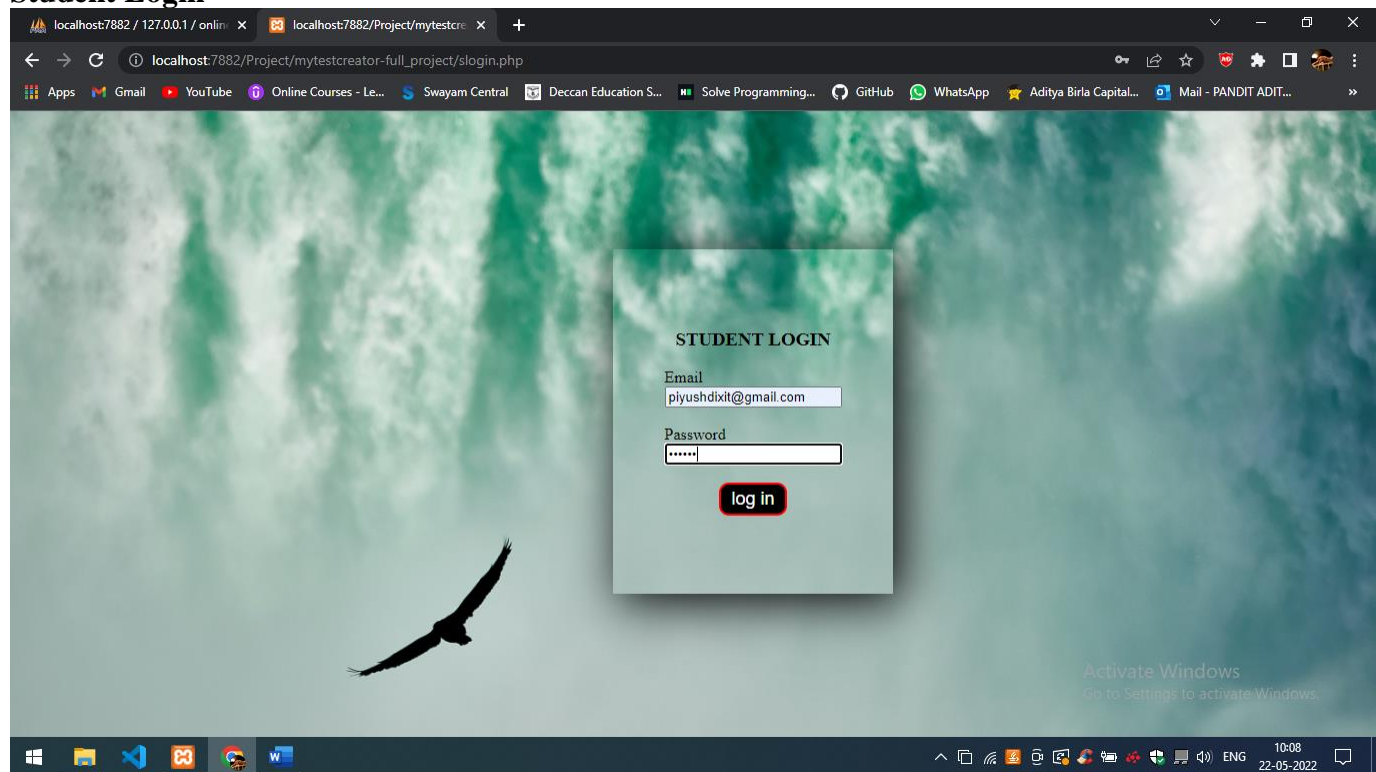 Student Login
localhost:7882 / 127.0.0.1 / onlin
localhost:7882/Project/mytestcre
localhost:7882/Project/mytestcreator-full_project/slogin.php
Apps Gmail YouTube Online Courses - Le... Swayam Central Deccan Education S... Solve Programming... GitHub WhatsApp Aditya Birla Capital... Mail - PANDIT ADIT... »
STUDENT LOGIN
Email
piyushdixit@gmail.com
Password
log in
Activate Windows
Go to Settings to activate Windows.
ENG
10:08
22-05-2022